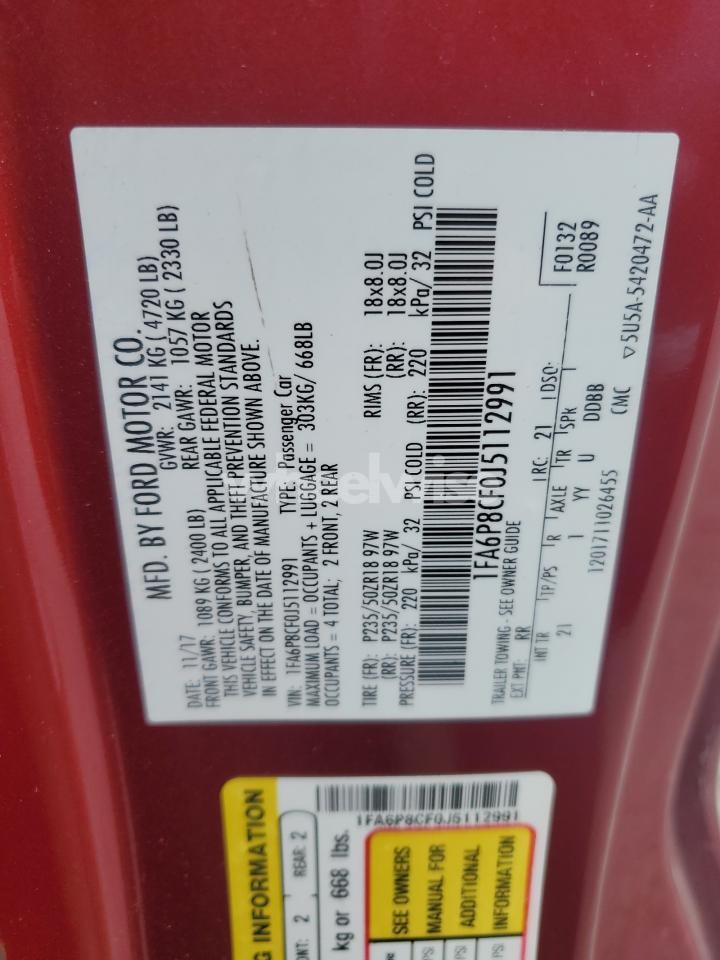 MFD. BY FORD MOTOR CO.
DATE: 11/17 GVWR: 2141 KG ( 4720 LB)
FRONT GAWR: 1089 KG ( 2400 LB) REAR GAWR: 1057 KG ( 2330 LB)
THIS VEHICLE CONFORMS TO ALL APPLICABLE FEDERAL MOTOR
VEHICLE SAFETY, BUMPER, AND THEFT PREVENTION STANDARDS
IN EFFECT ON THE DATE OF MANUFACTURE SHOWN ABOVE.
VIN: 1FA6P8CF0J5112991 TYPE: Passenger Car
MAXIMUM LOAD = OCCUPANTS + LUGGAGE = 303KG/ 668LB
OCCUPANTS = 4 TOTAL; 2 FRONT, 2 REAR
TIRE (FR): P235/50ZR18 97W RIMS (FR): 18x8.0J
(RR): P235/50ZR18 97W (RR): 18x8.0J
PRESSURE (FR): 220 kPa/ 32 PSI COLD (RR): 220 kPa/ 32 PSI COLD
1FA6P8CF0J5112991
TRAILER TOWING - SEE OWNER GUIDE
EXT PNT: RR RC: 21 DSO: F0132
R0089
INT TR TP/PS R AXLE TR SPK
21 1 YY U 1 DDBB
1201711026455 CMC ▽5U5A-5420472-AA
G INFORMATION
ONT: 2 REAR: 2
kg or 668 lbs.
1FA6P8CF0J5112991
SEE OWNERS
MANUAL FOR
ADDITIONAL
INFORMATION
PSI
PSI
PSI